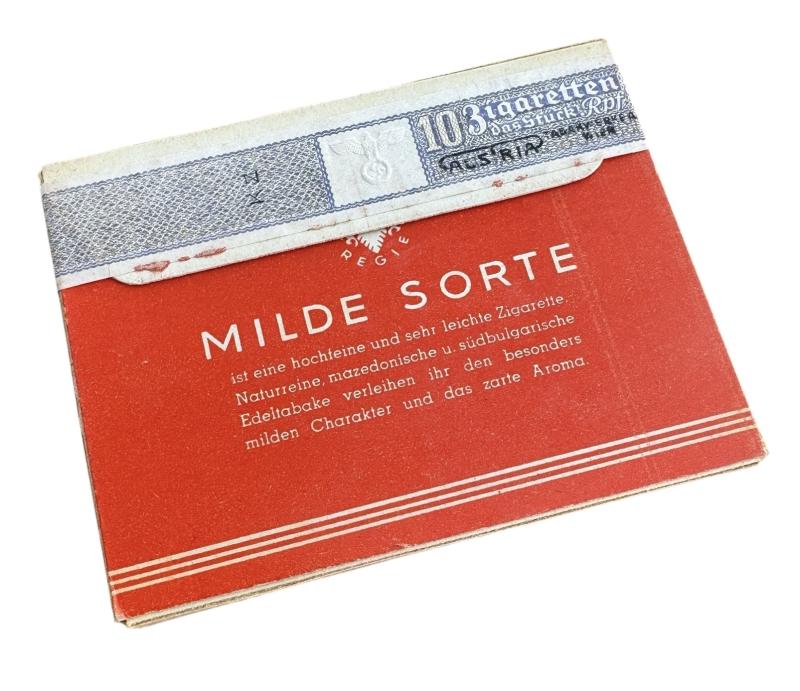 10 Zigaretten
das Stück Rpf
AUSTRIA
REGIE
MILDE SORTE
ist eine hochfeine und sehr leichte Zigarette.
Naturreine, mazedonische u. südbulgarische
Edeltabake verleihen ihr den besonders
milden Charakter und das zarte Aroma.